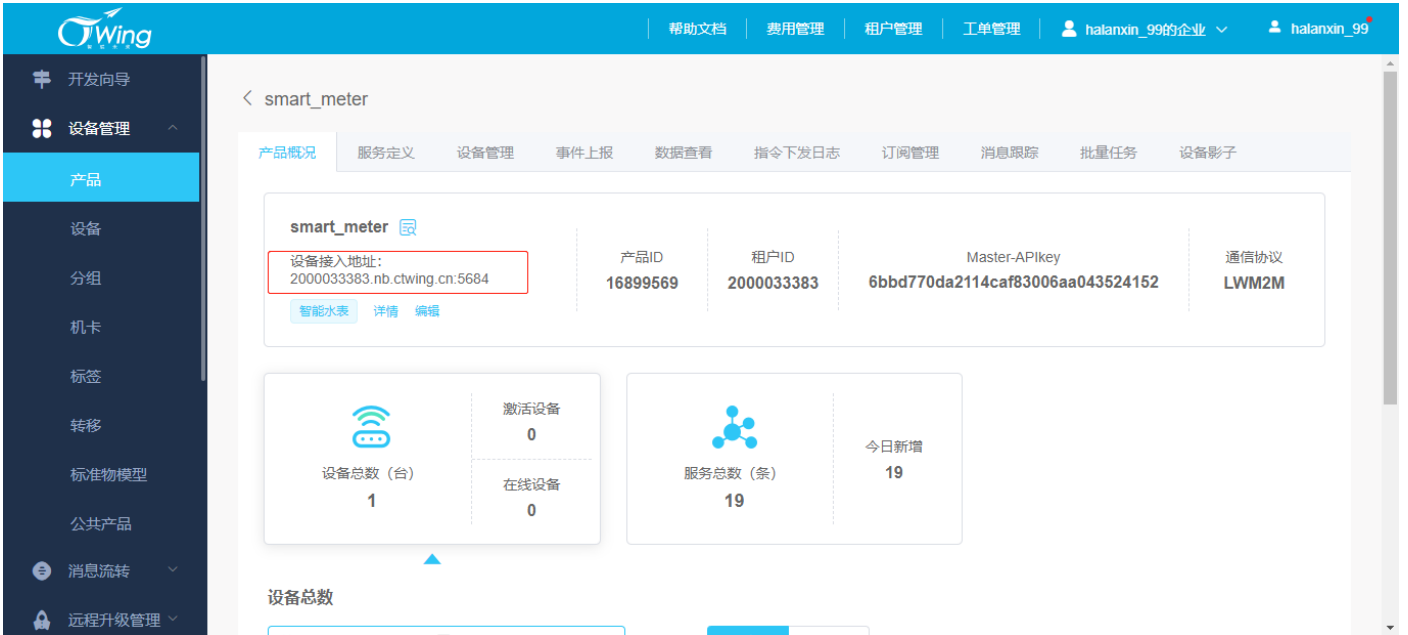 CTWing
帮助文档
费用管理
租户管理
工单管理
halanxin_99的企业
halanxin_99
开发向导
设备管理
产品
设备
分组
机卡
标签
转移
标准物模型
公共产品
消息流转
远程升级管理
smart_meter
产品概况
服务定义
设备管理
事件上报
数据查看
指令下发日志
订阅管理
消息跟踪
批量任务
设备影子
smart_meter
设备接入地址：
2000033383.nb.ctwing.cn:5684
智能水表 详情 编辑
产品ID
16899569
租户ID
2000033383
Master-APIkey
6bbd770da2114caf83006aa043524152
通信协议
LWM2M
设备总数（台）
1
激活设备
0
在线设备
0
服务总数（条）
19
今日新增
19
设备总数